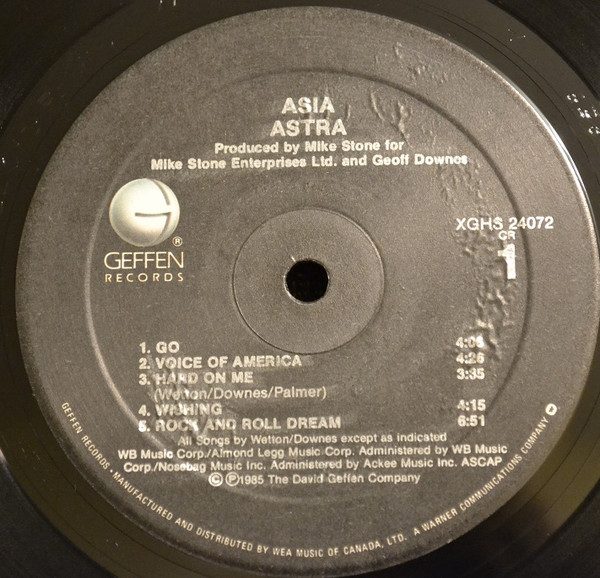 ASIA
ASTRA
Produced by Mike Stone for
Mike Stone Enterprises Ltd. and Geoff Downes
G
®
GEFFEN
RECORDS
XGHS 24072
CR
1
1. GO 4:06
2. VOICE OF AMERICA 4:26
3. HARD ON ME 3:35
(Wetton/Downes/Palmer)
4. WISHING 4:15
5. ROCK AND ROLL DREAM 6:51
All Songs by Wetton/Downes except as indicated
WB Music Corp./Almond Legg Music Corp. Administered by WB Music
Corp./Nosebag Music Inc. Administered by Ackee Music Inc. ASCAP
©℗1985 The David Geffen Company
GEFFEN RECORDS • MANUFACTURED AND DISTRIBUTED BY WEA MUSIC OF CANADA, LTD. A WARNER COMMUNICATIONS COMPANY